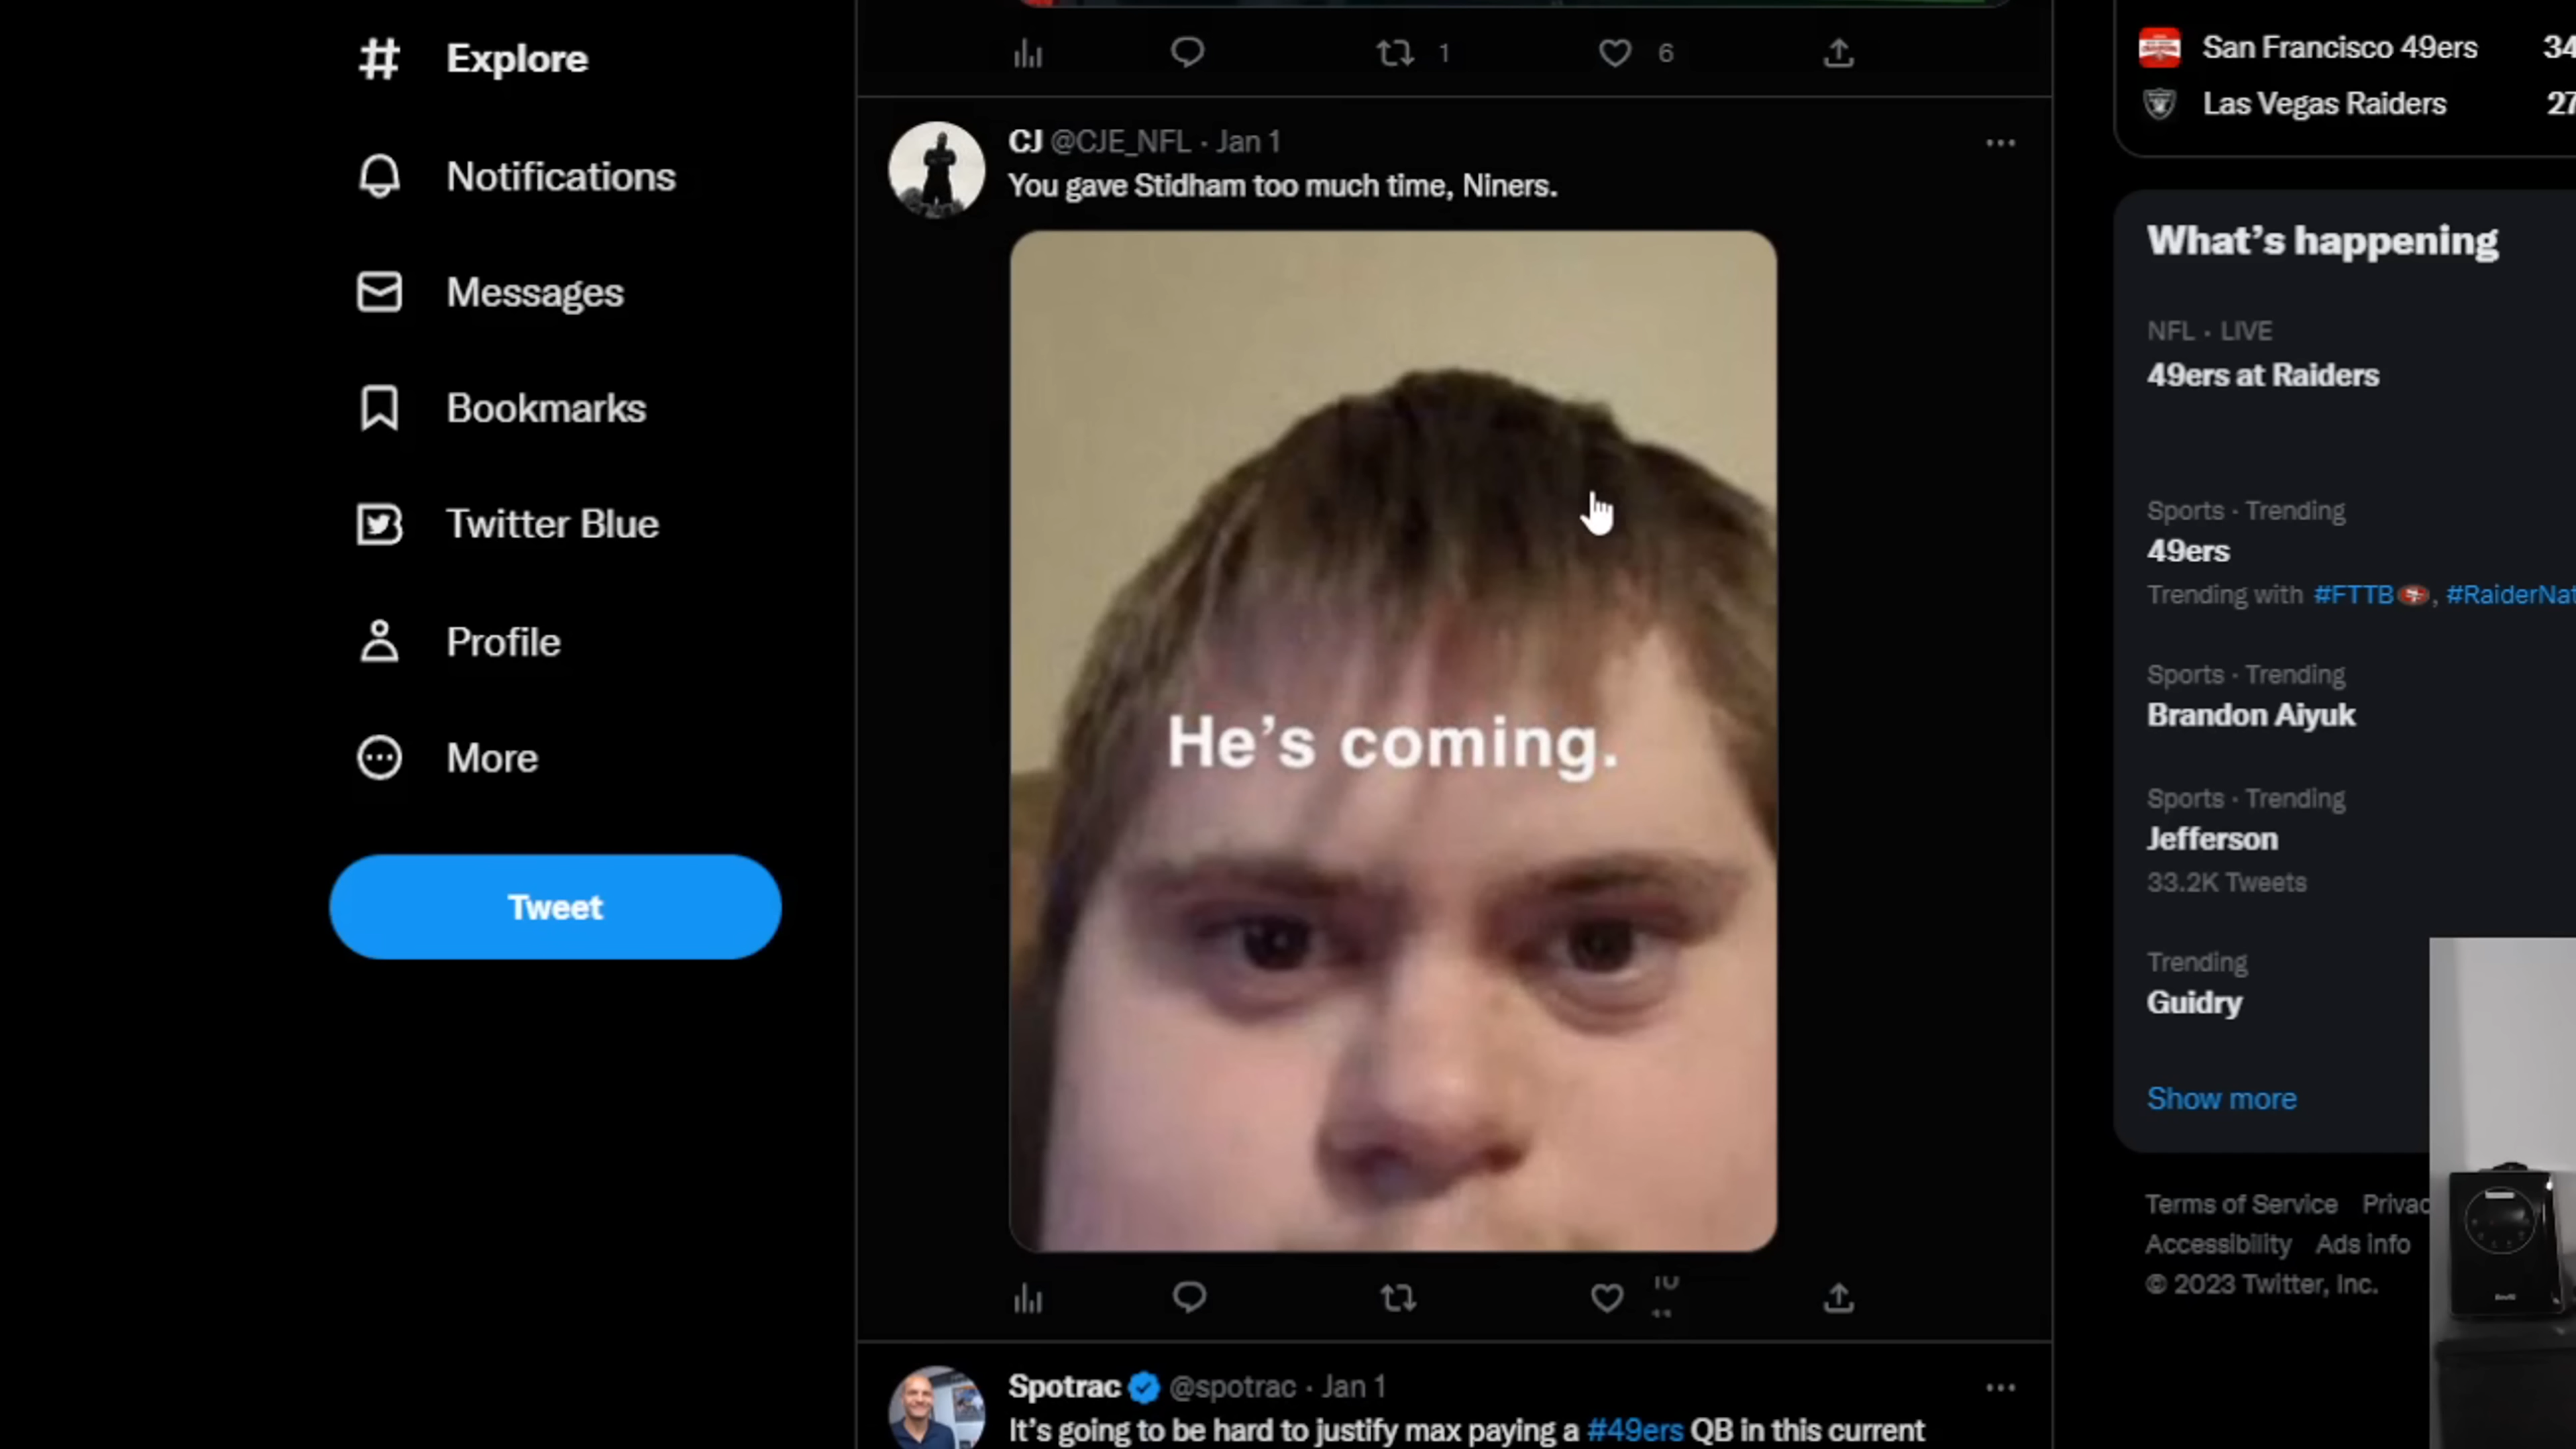 Explore
Notifications
Messages
Bookmarks
Twitter Blue
Profile
More
Tweet
1
6
CJ @CJE_NFL · Jan 1
You gave Stidham too much time, Niners.
He's coming.
Spotrac @spotrac · Jan 1
It's going to be hard to justify max paying a #49ers QB in this current
San Francisco 49ers 34
Las Vegas Raiders 27
What's happening
NFL · LIVE
49ers at Raiders
Sports · Trending
49ers
Trending with #FTTB, #RaiderNat
Sports · Trending
Brandon Aiyuk
Sports · Trending
Jefferson
33.2K Tweets
Trending
Guidry
Show more
Terms of Service Privac
Accessibility Ads info
© 2023 Twitter, Inc.